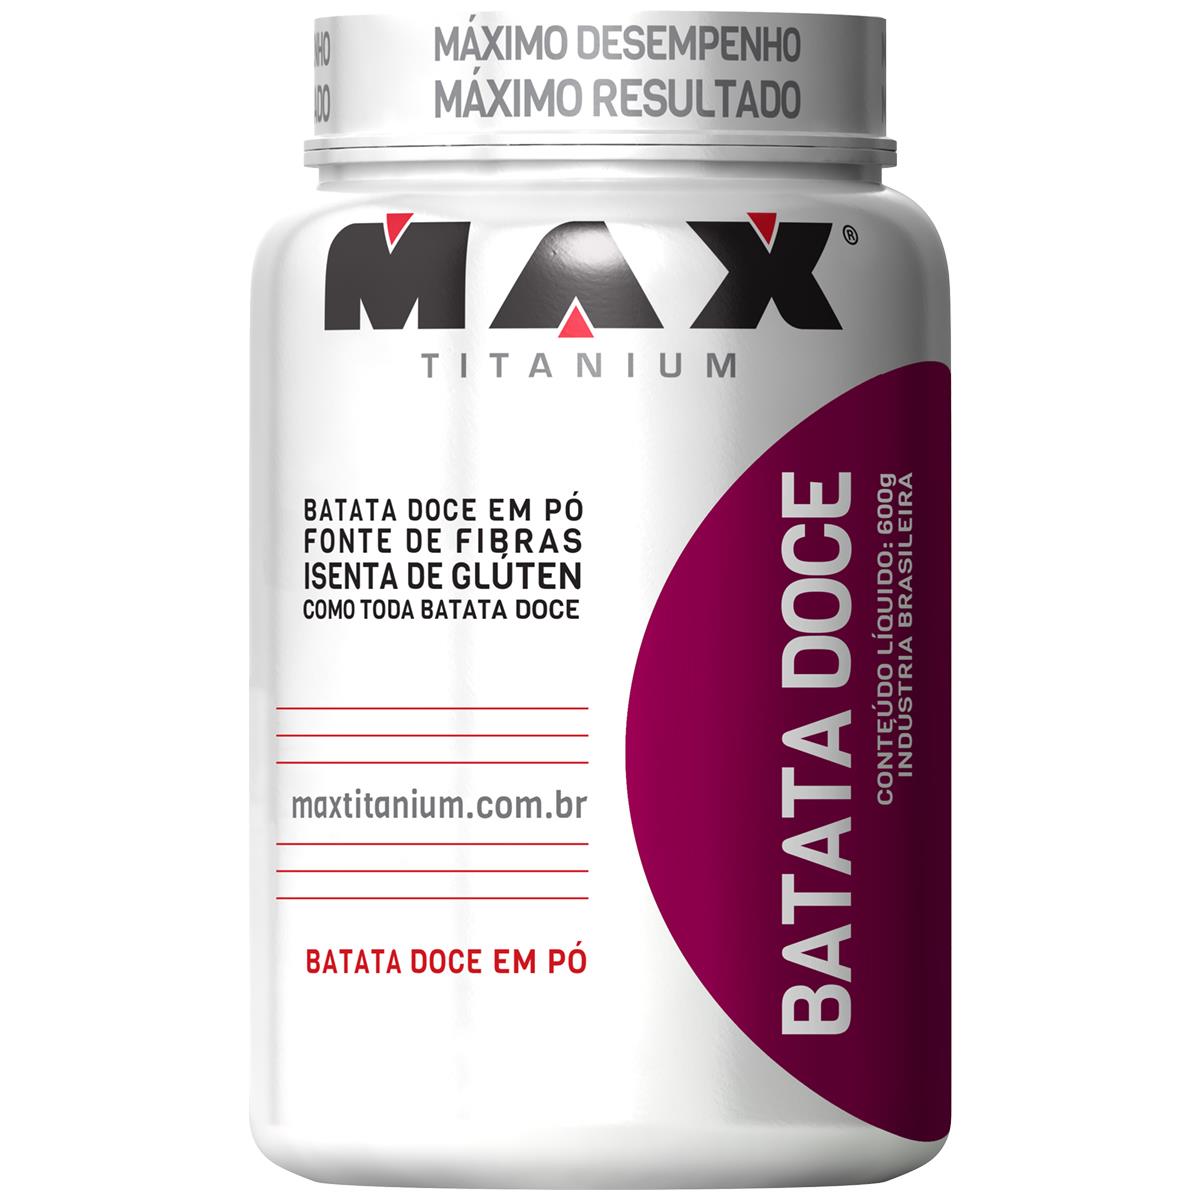 MÁXIMO DESEMPENHO
MÁXIMO RESULTADO
MAX®
TITANIUM
BATATA DOCE EM PÓ
FONTE DE FIBRAS
ISENTA DE GLÚTEN
COMO TODA BATATA DOCE
maxtitanium.com.br
BATATA DOCE EM PÓ
BATATA DOCE
CONTEÚDO LÍQUIDO: 600g
INDÚSTRIA BRASILEIRA